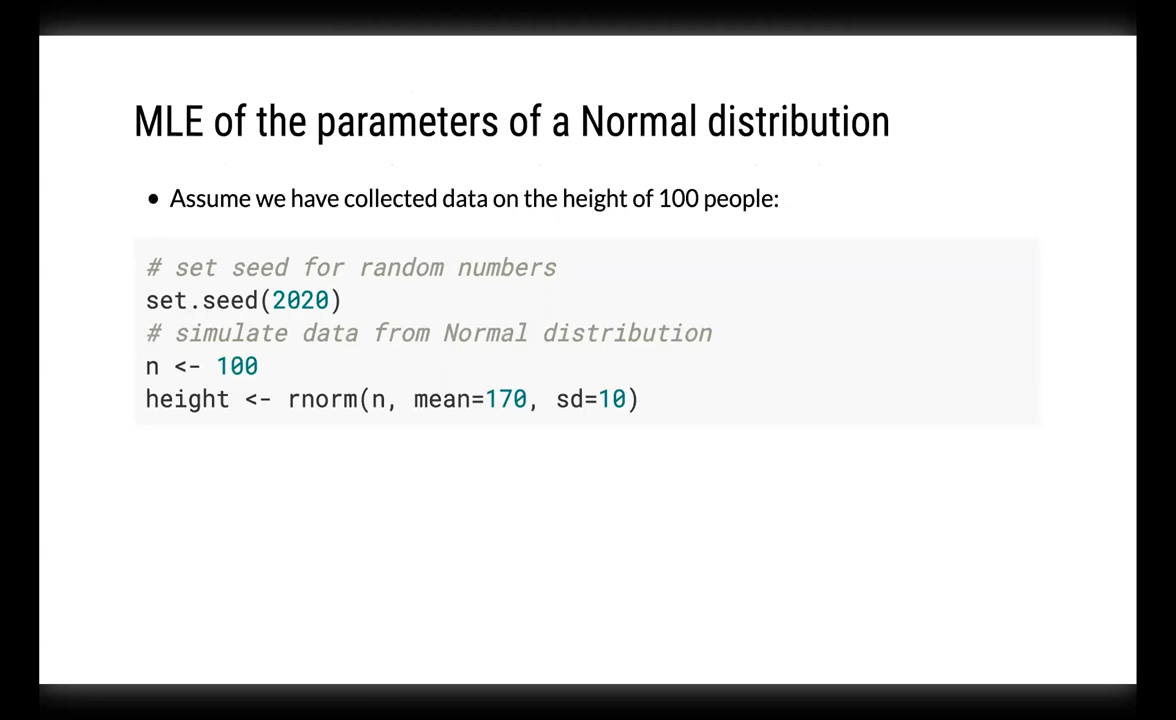 MLE of the parameters of a Normal distribution
• Assume we have collected data on the height of 100 people:
# set seed for random numbers
set.seed(2020)
# simulate data from Normal distribution
n <- 100
height <- rnorm(n, mean=170, sd=10)